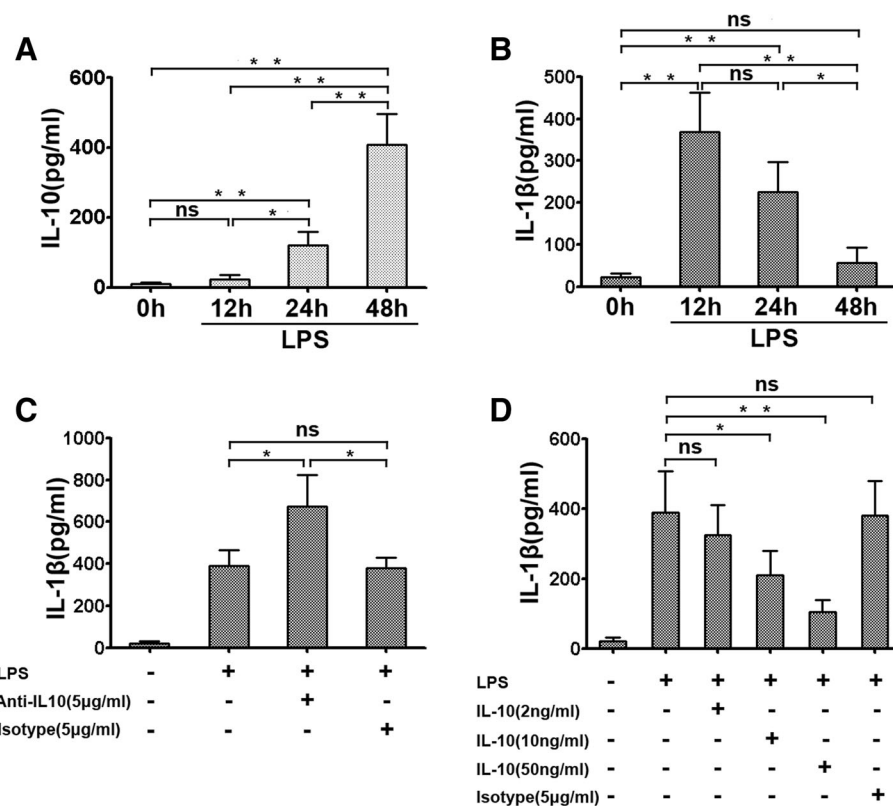 A
IL-10(pg/ml)
600
400
200
0
* *
* *
* *
* *
ns
*
0h 12h 24h 48h
LPS
B
IL-1β(pg/ml)
500
400
300
200
100
0
ns
* *
* *
* * ns *
0h 12h 24h 48h
LPS
C
IL-1β(pg/ml)
1000
800
600
400
200
0
ns
* *
LPS - + + +
Anti-IL10(5μg/ml) - - + -
Isotype(5μg/ml) - - - +
D
IL-1β(pg/ml)
600
400
200
0
ns
* *
*
ns
LPS - + + + + +
IL-10(2ng/ml) - - + - - -
IL-10(10ng/ml) - - - + - -
IL-10(50ng/ml) - - - - + -
Isotype(5μg/ml) - - - - - +